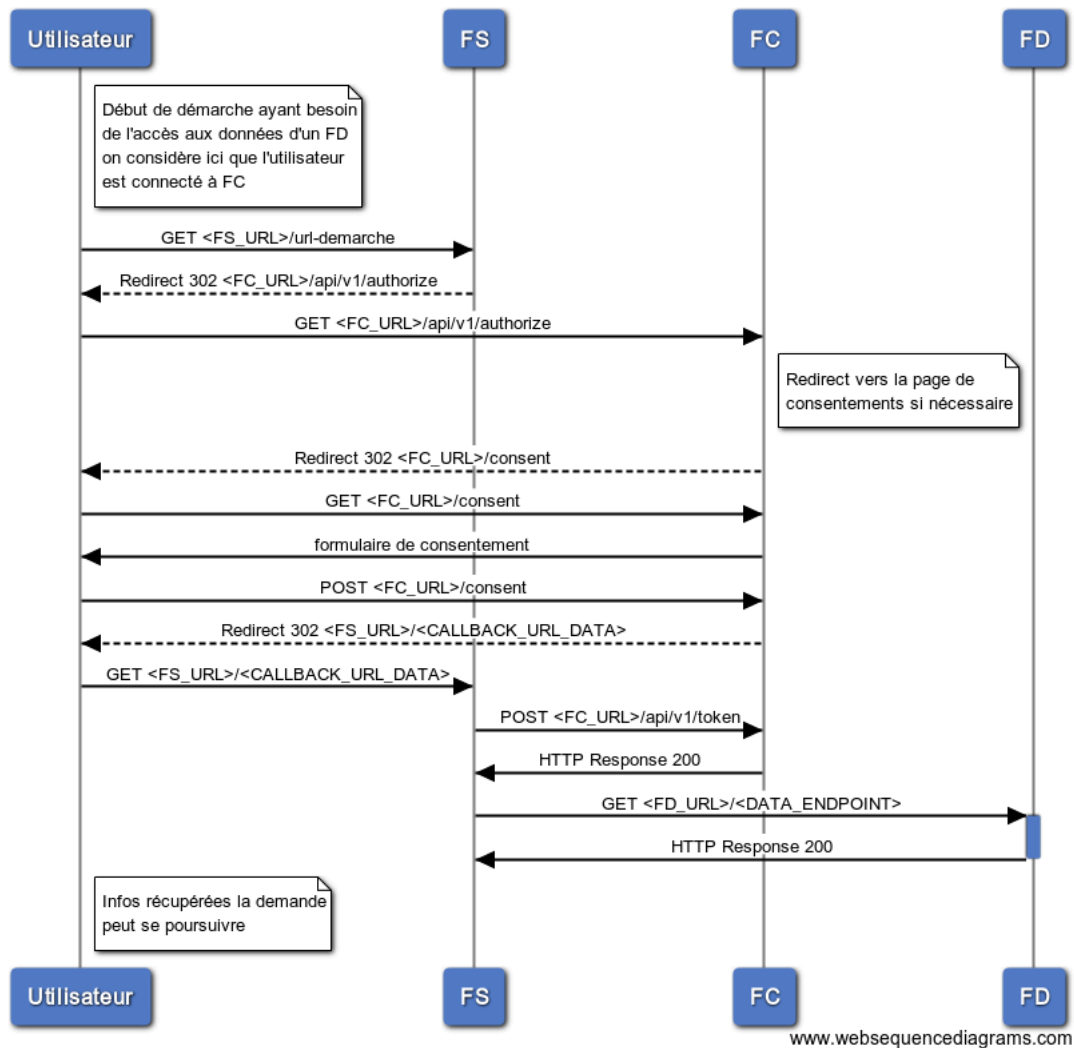 Utilisateur
FS
FC
FD
Début de démarche ayant besoin
de l'accès aux données d'un FD
on considère ici que l'utilisateur
est connecté à FC
GET <FS_URL>/url-demarche
Redirect 302 <FC_URL>/api/v1/authorize
GET <FC_URL>/api/v1/authorize
Redirect vers la page de
consentements si nécessaire
Redirect 302 <FC_URL>/consent
GET <FC_URL>/consent
formulaire de consentement
POST <FC_URL>/consent
Redirect 302 <FS_URL>/<CALLBACK_URL_DATA>
GET <FS_URL>/<CALLBACK_URL_DATA>
POST <FC_URL>/api/v1/token
HTTP Response 200
GET <FD_URL>/<DATA_ENDPOINT>
HTTP Response 200
Infos récupérées la demande
peut se poursuivre
Utilisateur
FS
FC
FD
www.websequencediagrams.com